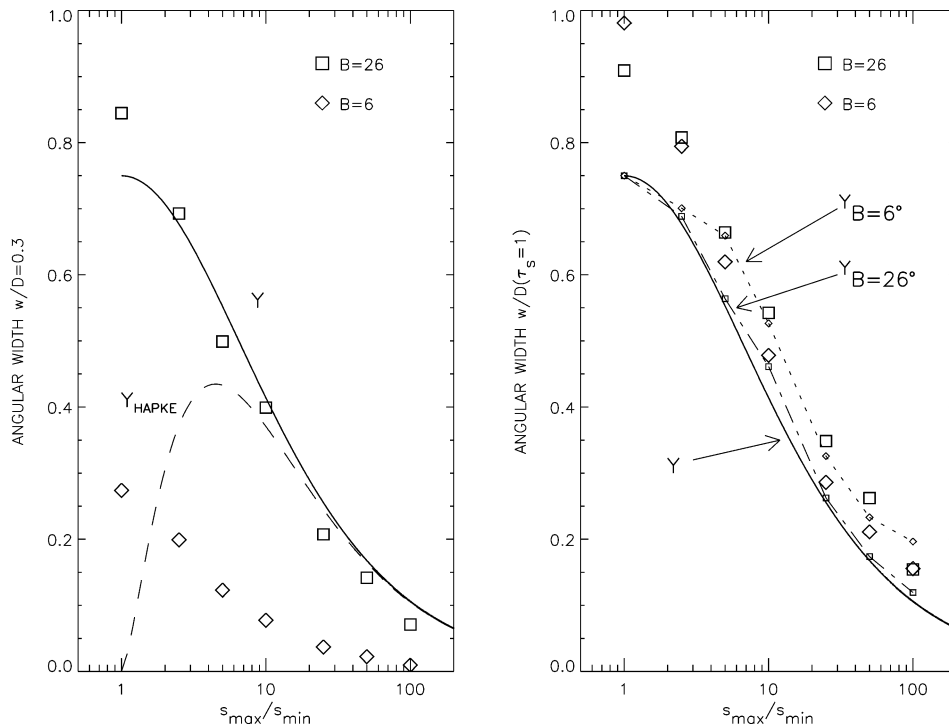 1.0
0.8
0.6
0.4
0.2
0.0
ANGULAR WIDTH w/D=0.3
B=26
B=6
Y
Y_HAPKE
1
10
100
s_max/s_min
1.0
0.8
0.6
0.4
0.2
0.0
ANGULAR WIDTH w/D(τ_s=1)
B=26
B=6
Y_B=6°
Y_B=26°
Y
1
10
100
s_max/s_min